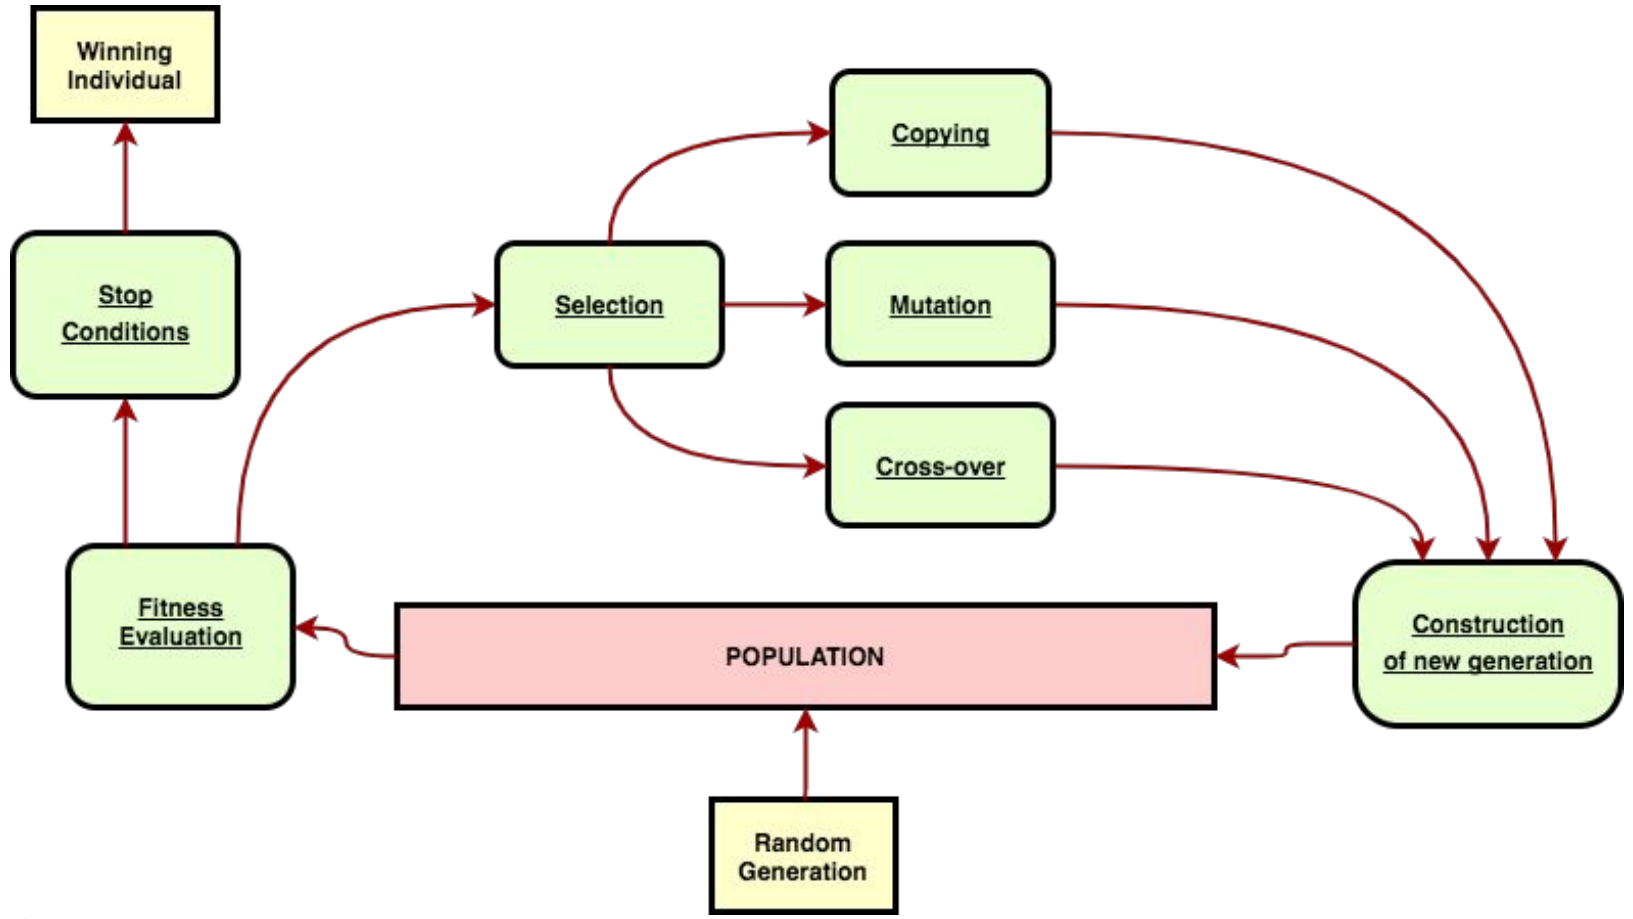 Winning
Individual
Copying
Stop
Conditions
Selection
Mutation
Cross-over
Fitness
Evaluation
POPULATION
Construction
of new generation
Random
Generation